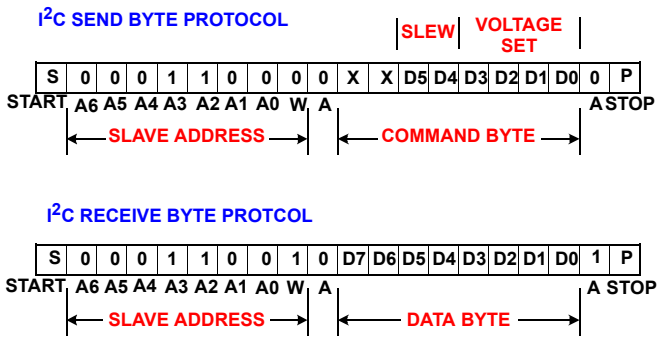 I²C SEND BYTE PROTOCOL
SLEW VOLTAGE
SET
S 0 0 0 1 1 0 0 0 0 X X D5 D4 D3 D2 D1 D0 0 P
START A6 A5 A4 A3 A2 A1 A0 W A A STOP
SLAVE ADDRESS COMMAND BYTE
I²C RECEIVE BYTE PROTCOL
S 0 0 0 1 1 0 0 1 0 D7 D6 D5 D4 D3 D2 D1 D0 1 P
START A6 A5 A4 A3 A2 A1 A0 W A A STOP
SLAVE ADDRESS DATA BYTE